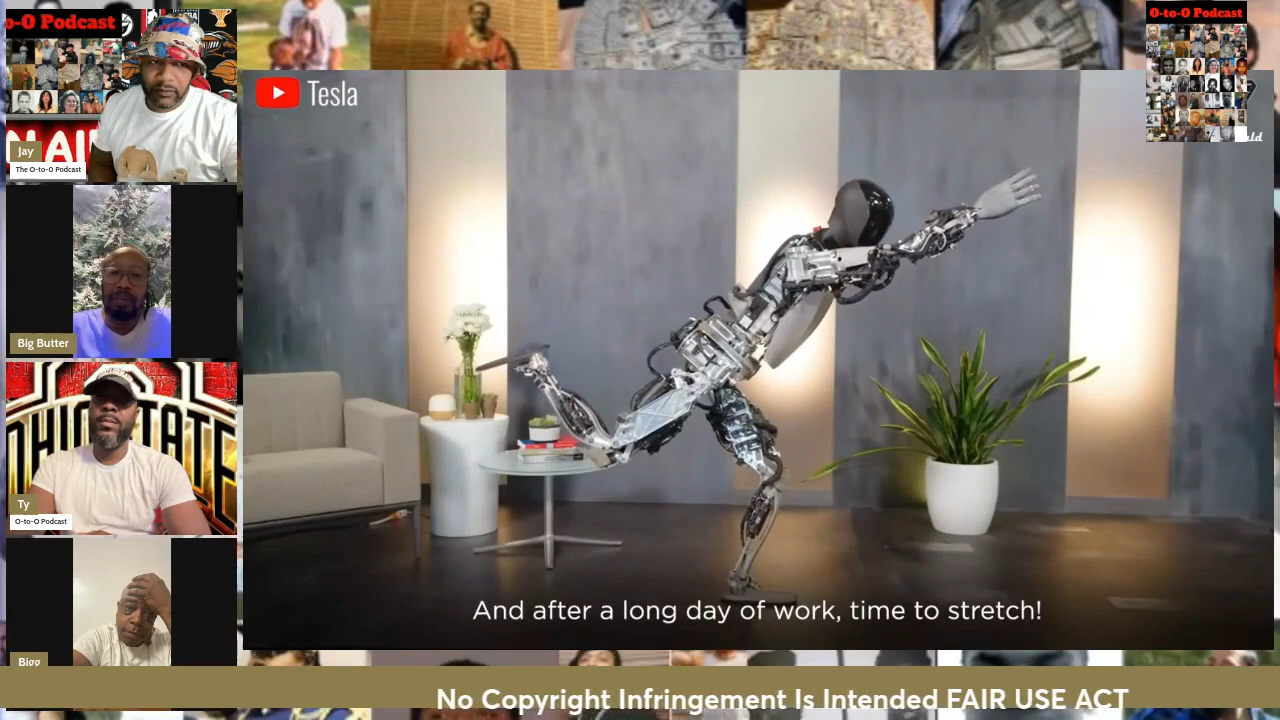 o-O Podcast
Jay
The O-to-O Podcast
Big Butter
Ty
O-to-O Podcast
Bigg
Tesla
O-to-O Podcast
And after a long day of work, time to stretch!
No Copyright Infringement Is Intended FAIR USE ACT